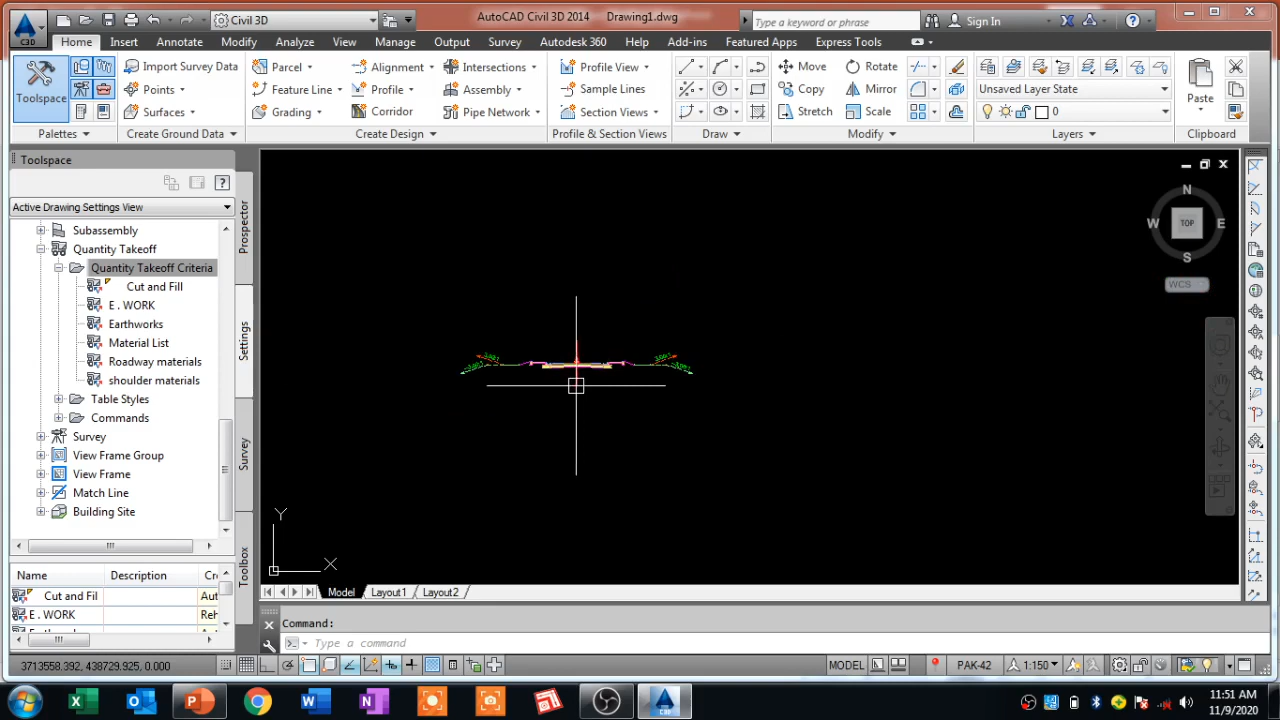 Civil 3D
AutoCAD Civil 3D 2014 Drawing1.dwg
Type a keyword or phrase
Sign In
C3D
Home Insert Annotate Modify Analyze View Manage Output Survey Autodesk 360 Help Add-ins Featured Apps Express Tools
Toolspace
Palettes
Import Survey Data
Points
Surfaces
Create Ground Data
Parcel
Feature Line
Grading
Alignment
Profile
Corridor
Intersections
Assembly
Pipe Network
Create Design
Profile View
Sample Lines
Section Views
Profile & Section Views
Draw
Move
Copy
Stretch
Rotate
Mirror
Scale
Modify
Unsaved Layer State
0
Layers
Paste
Clipboard
Toolspace
Active Drawing Settings View
Subassembly
Quantity Takeoff
Quantity Takeoff Criteria
Cut and Fill
E . WORK
Earthworks
Material List
Roadway materials
shoulder materials
Table Styles
Commands
Survey
View Frame Group
View Frame
Match Line
Building Site
Prospector
Settings
Survey
Toolbox
Name Description
Cut and Fil Aut
E . WORK Reh
N
W TOP E
S
WCS
Y
X
Model Layout1 Layout2
Command:
Type a command
3713558.392, 438729.925, 0.000
MODEL
PAK-42
1:150
11:51 AM
11/9/2020